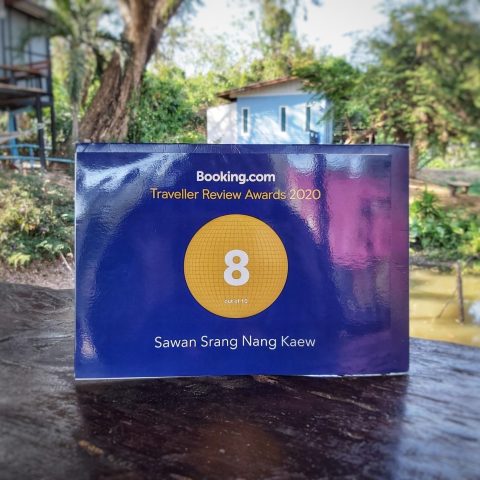 Booking.com
Traveller Review Awards 2020
8
out of 10
Sawan Srang Nang Kaew